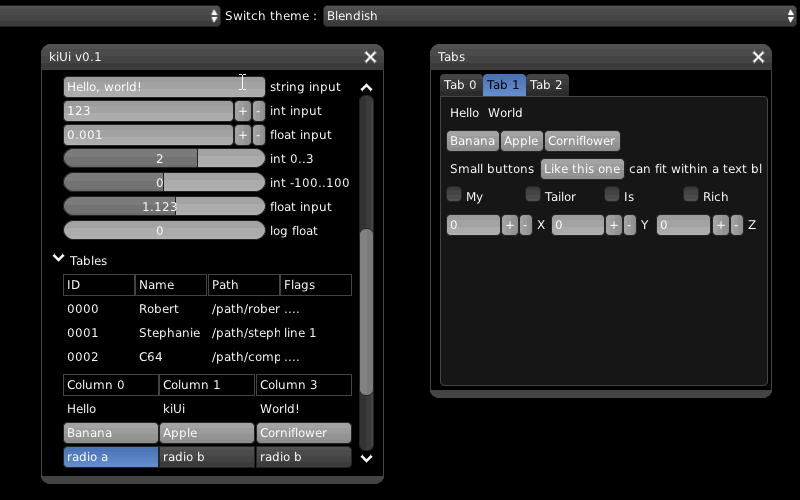 Switch theme : Blendish
kiUi v0.1
Hello, world! string input
123 + - int input
0.001 + - float input
2 int 0..3
0 int -100..100
1.123 float input
0 log float
Tables
ID Name Path Flags
0000 Robert /path/rober ....
0001 Stephanie /path/steph line 1
0002 C64 /path/comp ....
Column 0 Column 1 Column 3
Hello kiUi World!
Banana Apple Corniflower
radio a radio b radio b
Tabs
Tab 0 Tab 1 Tab 2
Hello World
Banana Apple Corniflower
Small buttons Like this one can fit within a text bl
My Tailor Is Rich
0 + - X 0 + - Y 0 + - Z